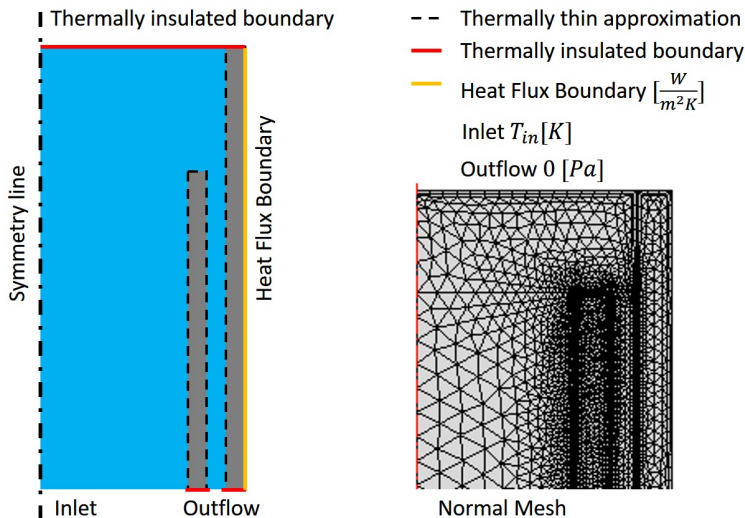 Thermally insulated boundary
Symmetry line
Heat Flux Boundary
Inlet
Outflow
Thermally thin approximation
Thermally insulated boundary
Heat Flux Boundary [W/m²K]
Inlet T_in[K]
Outflow 0 [Pa]
Normal Mesh